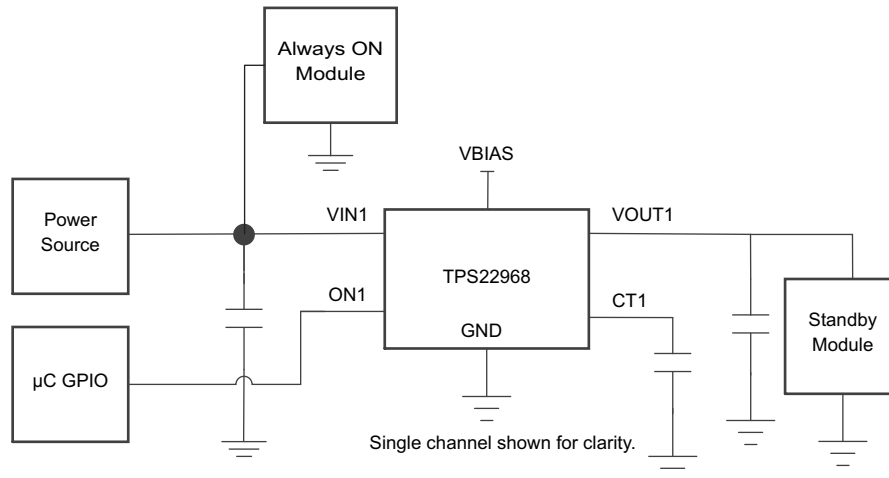 Always ON
Module
VBIAS
Power
Source
VIN1
VOUT1
TPS22968
ON1
CT1
GND
Standby
Module
µC GPIO
Single channel shown for clarity.